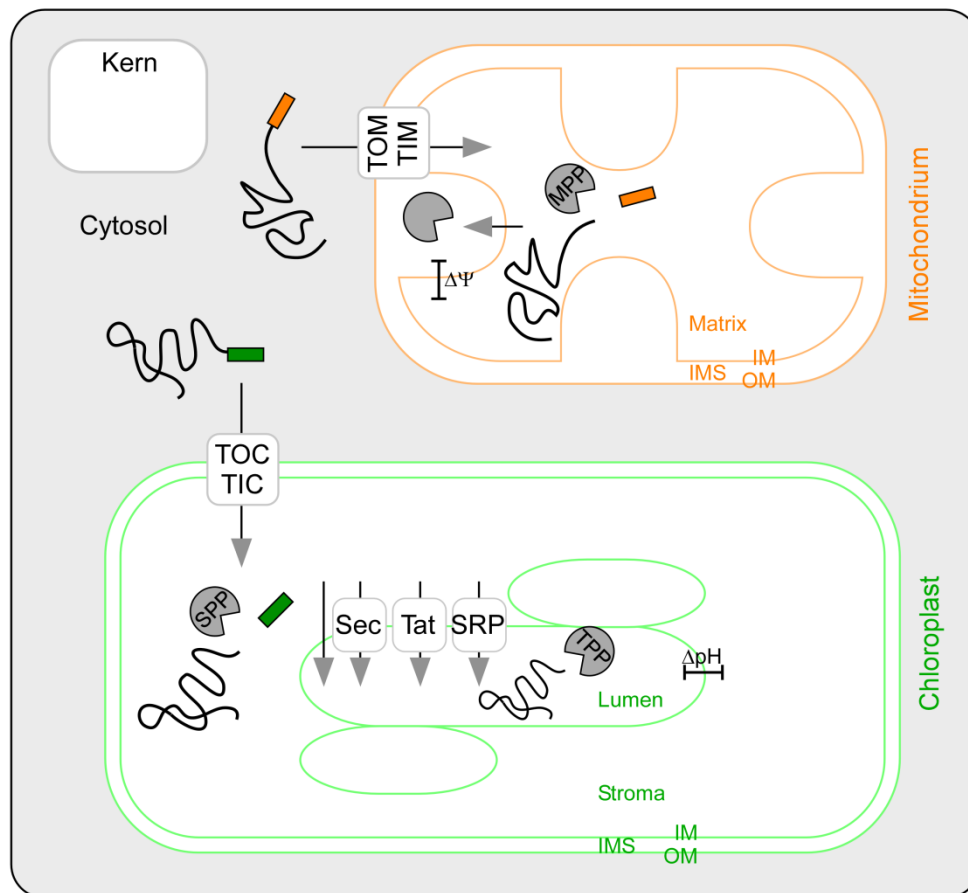 Kern
TOM
TIM
MPP
Cytosol
ΔΨ
Matrix
IM
IMS
OM
Mitochondrium
TOC
TIC
SPP
Sec
Tat
SRP
TPP
ΔpH
Lumen
Stroma
IM
IMS
OM
Chloroplast